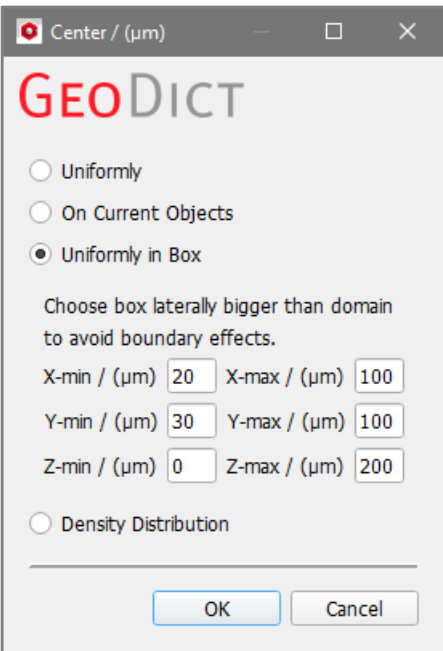 Center / (µm)
GEODICT
Uniformly
On Current Objects
Uniformly in Box
Choose box laterally bigger than domain
to avoid boundary effects.
X-min / (µm) 20 X-max / (µm) 100
Y-min / (µm) 30 Y-max / (µm) 100
Z-min / (µm) 0 Z-max / (µm) 200
Density Distribution
OK Cancel